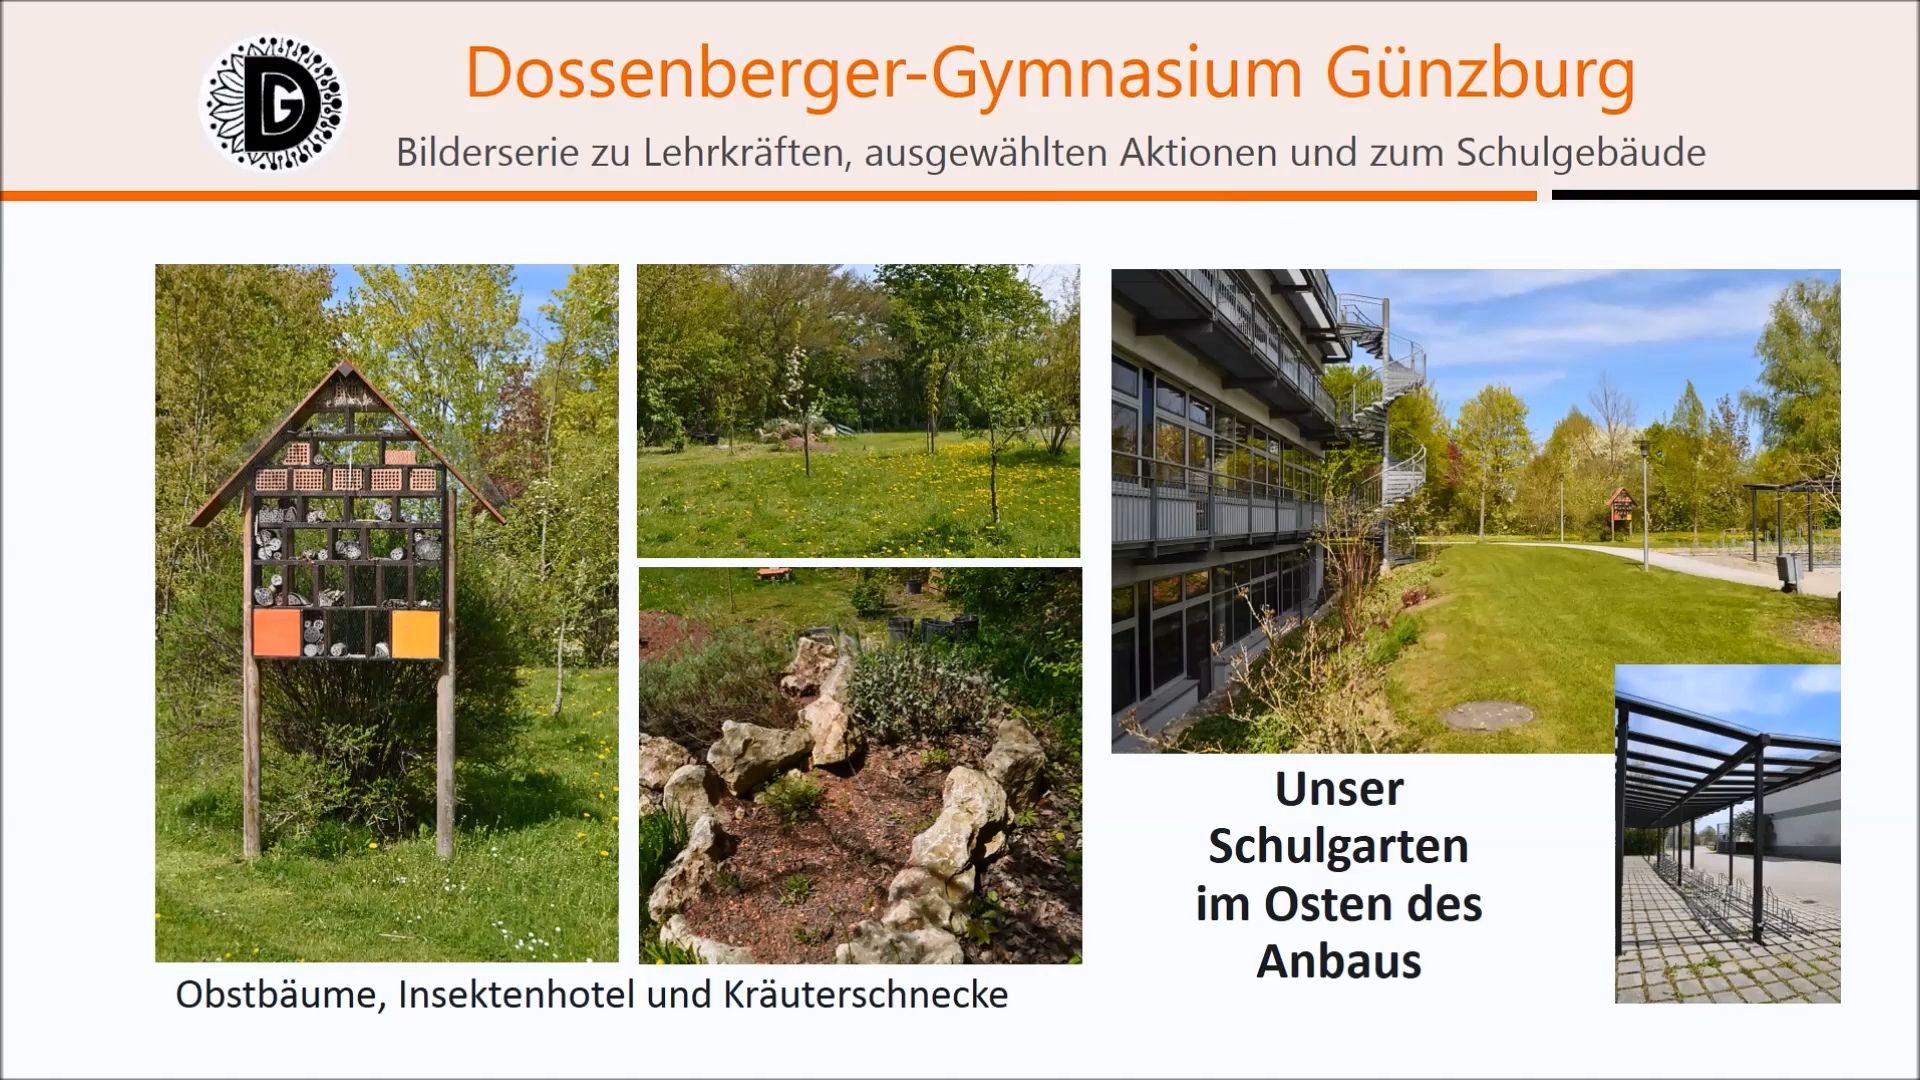 DG
Dossenberger-Gymnasium Günzburg
Bilderserie zu Lehrkräften, ausgewählten Aktionen und zum Schulgebäude
Obstbäume, Insektenhotel und Kräuterschnecke
Unser
Schulgarten
im Osten des
Anbaus